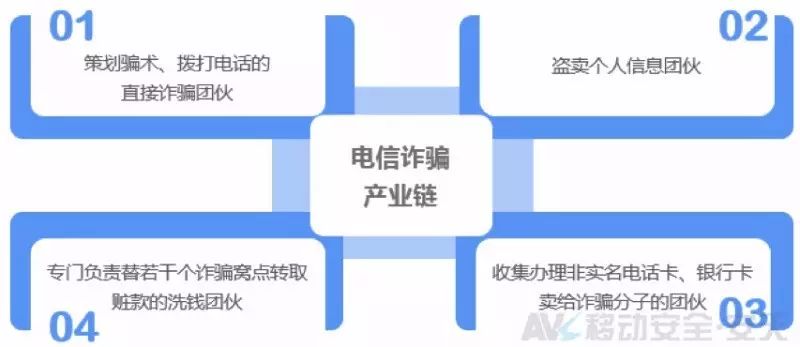 01
策划骗术、拨打电话的
直接诈骗团伙
02
盗卖个人信息团伙
电信诈骗
产业链
专门负责替若干个诈骗窝点转取
赃款的洗钱团伙
04
收集办理非实名电话卡、银行卡
卖给诈骗分子的团伙
03
AVL移动安全·安天